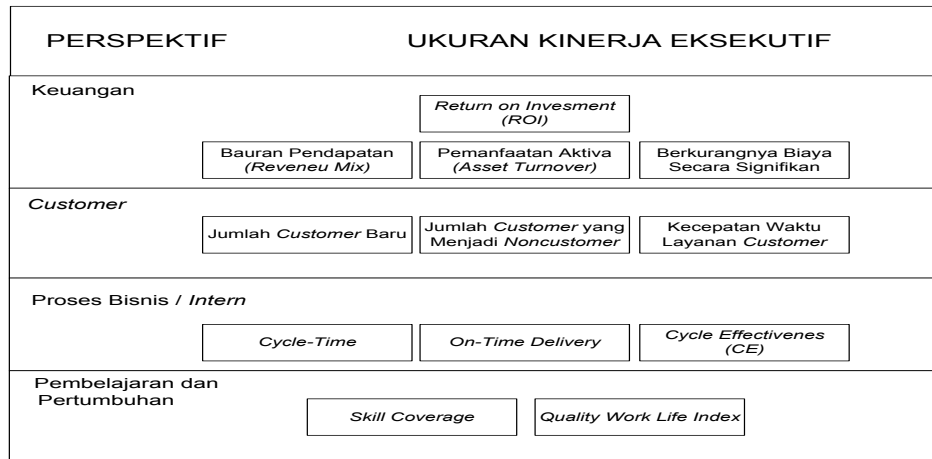 PERSPEKTIF UKURAN KINERJA EKSEKUTIF
Keuangan
Return on Invesment
(ROI)
Bauran Pendapatan
(Reveneu Mix)
Pemanfaatan Aktiva
(Asset Turnover)
Berkurangnya Biaya
Secara Signifikan
Customer
Jumlah Customer Baru
Jumlah Customer yang
Menjadi Noncustomer
Kecepatan Waktu
Layanan Customer
Proses Bisnis / Intern
Cycle-Time
On-Time Delivery
Cycle Effectivenes
(CE)
Pembelajaran dan
Pertumbuhan
Skill Coverage
Quality Work Life Index